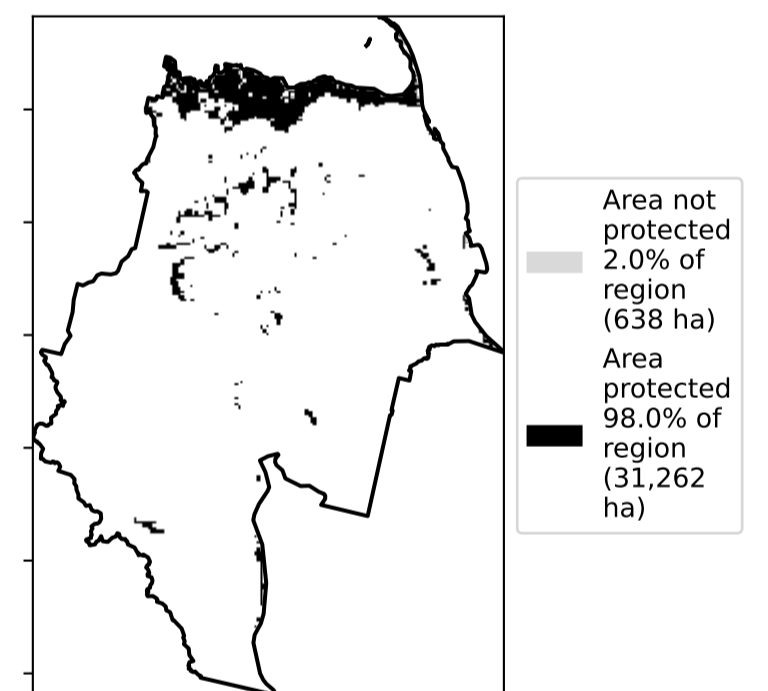 Area not
protected
2.0% of
region
(638 ha)
Area
protected
98.0% of
region
(31,262
ha)